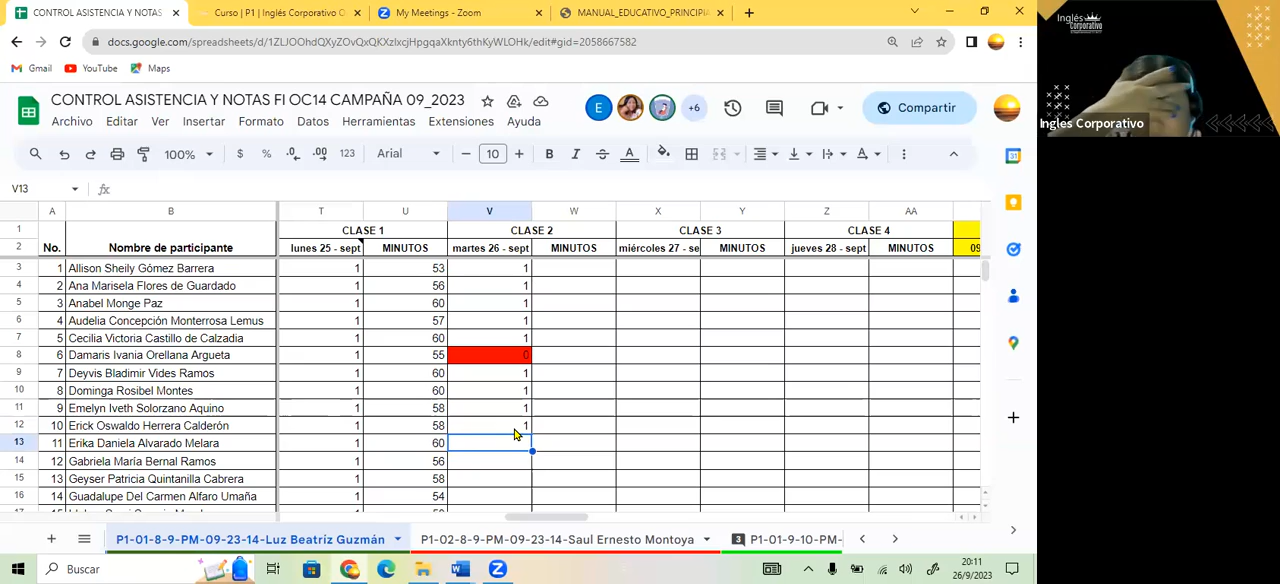 CONTROL ASISTENCIA Y NOTAS FI OC14 CAMPAÑA 09_2023
Curso | P1 | Inglés Corporativo O
My Meetings - Zoom
MANUAL_EDUCATIVO_PRINCIPIA
docs.google.com/spreadsheets/d/1ZLJOOhdQXyZOvQxQKXzlxcjHpgqaXknty6thKyWLOHk/edit#gid=2058667582
Gmail YouTube Maps
CONTROL ASISTENCIA Y NOTAS FI OC14 CAMPAÑA 09_2023
Archivo Editar Ver Insertar Formato Datos Herramientas Extensiones Ayuda
E +6 Compartir
100% $ % .0 .00 123 Arial 10 B I A
V13 fx
A B T U V W X Y Z AA
1 CLASE 1 CLASE 2 CLASE 3 CLASE 4
2 No. Nombre de participante lunes 25 - sept MINUTOS martes 26 - sept MINUTOS miércoles 27 - se MINUTOS jueves 28 - sept MINUTOS 09
3 1 Allison Sheily Gómez Barrera 1 53 1
4 2 Ana Marisela Flores de Guardado 1 56 1
5 3 Anabel Monge Paz 1 60 1
6 4 Audelia Concepción Monterrosa Lemus 1 57 1
7 5 Cecilia Victoria Castillo de Calzadia 1 60 1
8 6 Damaris Ivania Orellana Argueta 1 55 0
9 7 Deyvis Bladimir Vides Ramos 1 60 1
10 8 Dominga Rosibel Montes 1 60 1
11 9 Emelyn Iveth Solorzano Aquino 1 58 1
12 10 Erick Oswaldo Herrera Calderón 1 58 1
13 11 Erika Daniela Alvarado Melara 1 60
14 12 Gabriela María Bernal Ramos 1 56
15 13 Geyser Patricia Quintanilla Cabrera 1 58
16 14 Guadalupe Del Carmen Alfaro Umaña 1 54
P1-01-8-9-PM-09-23-14-Luz Beatríz Guzmán P1-02-8-9-PM-09-23-14-Saul Ernesto Montoya 3 P1-01-9-10-PM-
Buscar
20:11
26/9/2023
Inglés
Corporativo
Ingles Corporativo